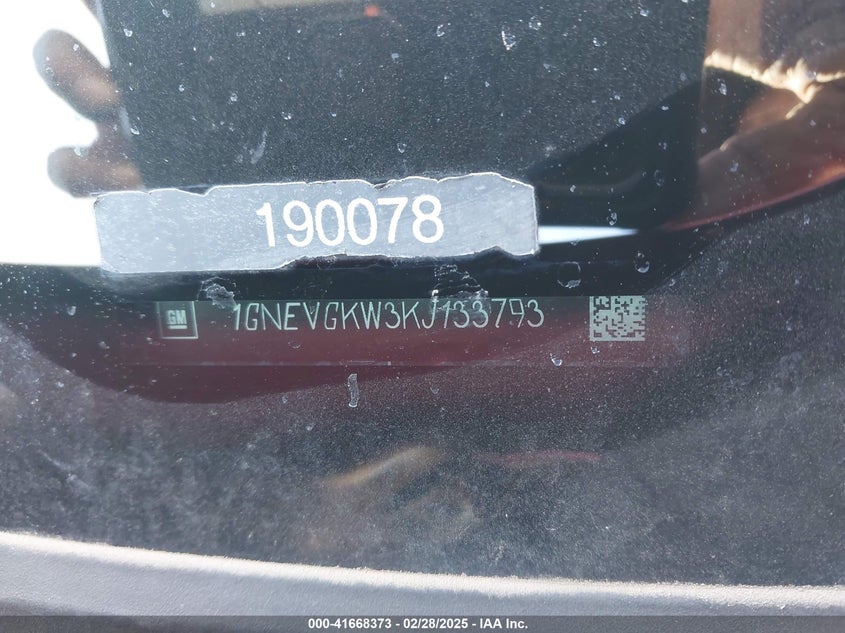 190078
GM
1GNEVGKW3KJ133793
000-41668373 - 02/28/2025 - IAA Inc.